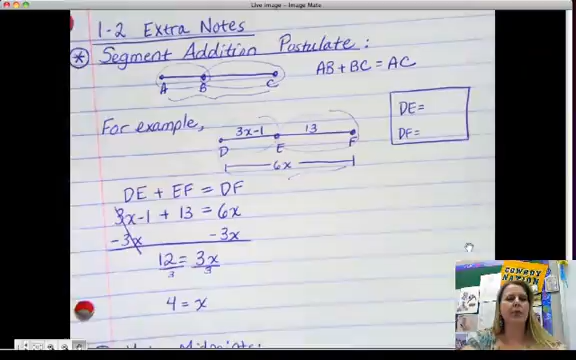 Live Image - Image Mate
1-2 Extra Notes
* Segment Addition Postulate:
A B C
AB + BC = AC
For example,
3x-1 13
D E F
6x
DE=
DF=
DE + EF = DF
3x-1 + 13 = 6x
-3x -3x
12 = 3x
3 3
4 = x
COWBOY
NATION
Midpoints: